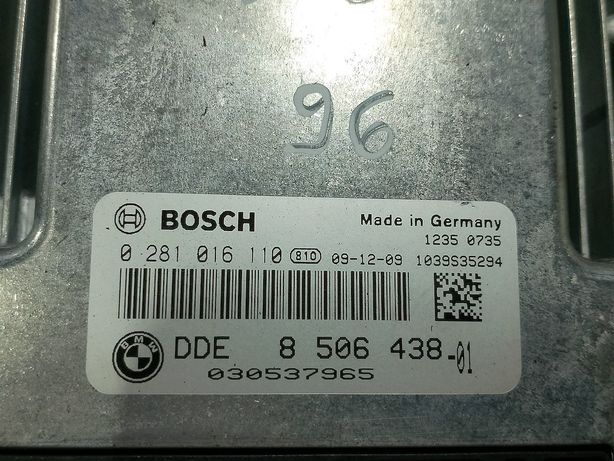 96
BOSCH
Made in Germany
1235 0735
0 281 016 110 810 09-12-09 1039S35294
BMW
DDE 8 506 438-01
030537965